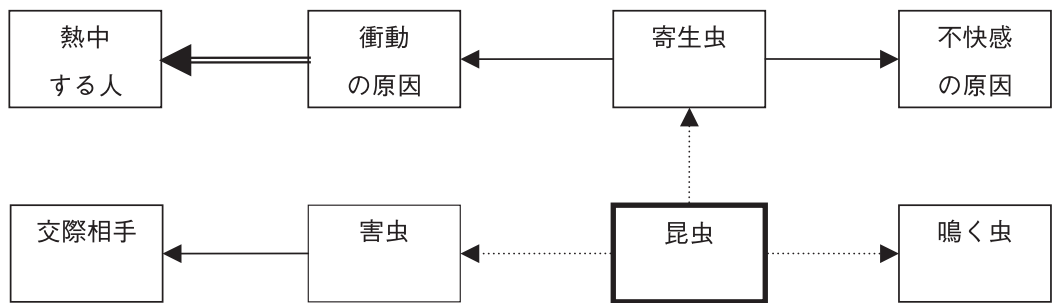 熱中
する人
衝動
の原因
寄生虫
不快感
の原因
交際相手
害虫
昆虫
鳴く虫